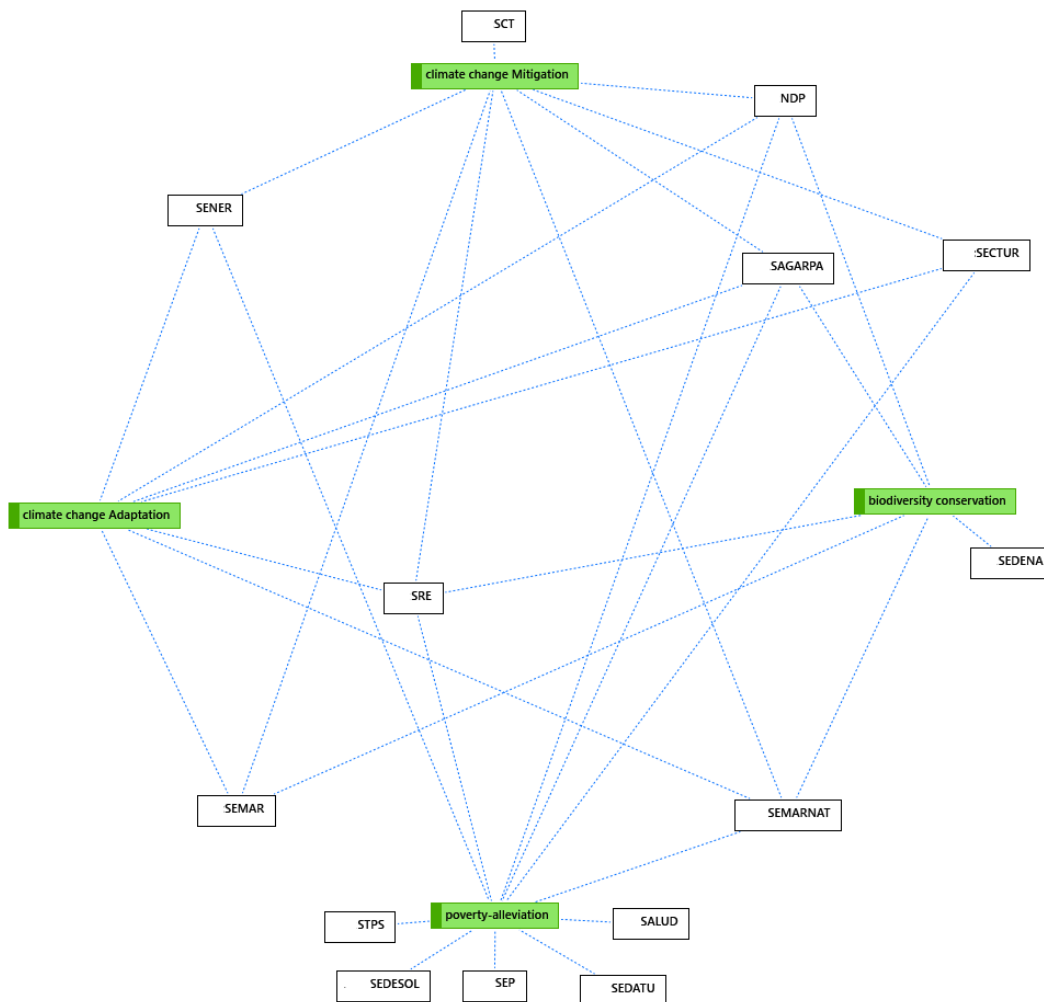 SCT
climate change Mitigation
NDP
SENER
:SECTUR
SAGARPA
climate change Adaptation
biodiversity conservation
SEDENA
SRE
SEMAR
SEMARNAT
poverty-alleviation
SALUD
STPS
. SEDESOL
SEP
SEDATU